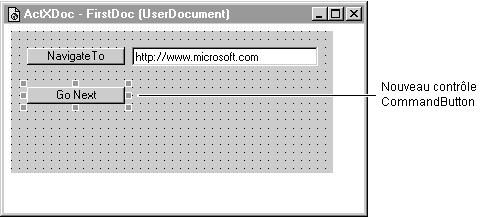 ActXDoc - FirstDoc (UserDocument)
NavigateTo
http://www.microsoft.com
Go Next
Nouveau contrôle
CommandButton